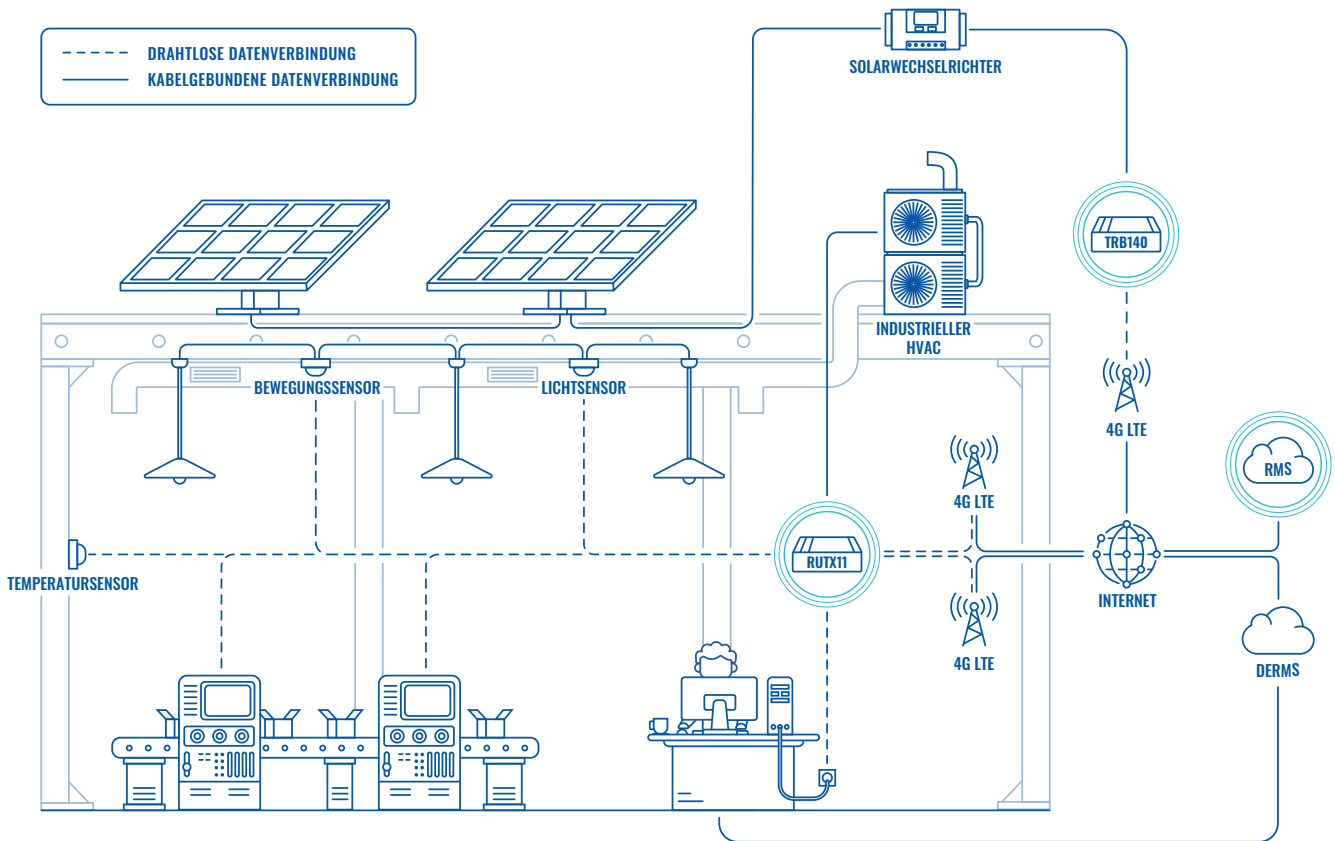 DRAHTLOSE DATENVERBINDUNG
KABELGEBUNDENE DATENVERBINDUNG
SOLARWECHSELRICHTER
TRB140
INDUSTRIELLER
HVAC
BEWEGUNGSSENSOR
LICHTSENSOR
4G LTE
RMS
4G LTE
RUTX11
TEMPERATURSENSOR
INTERNET
4G LTE
DERMS